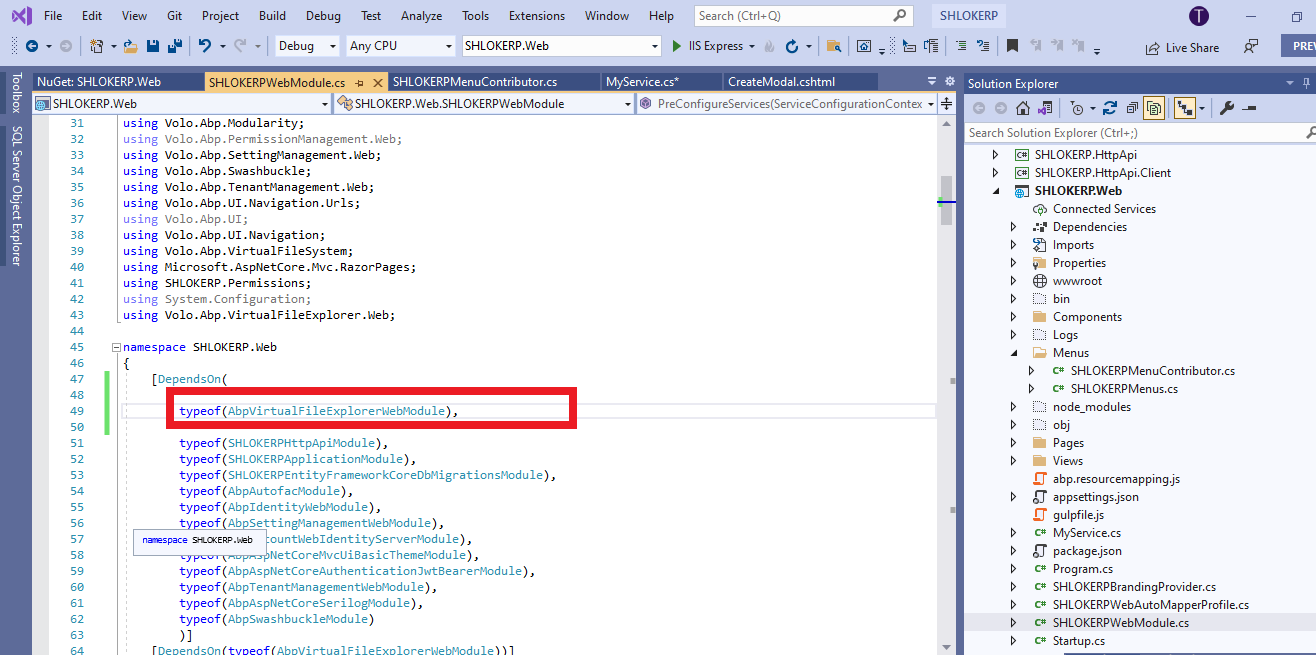 File Edit View Git Project Build Debug Test Analyze Tools Extensions Window Help Search (Ctrl+Q) SHLOKERP T
Debug Any CPU SHLOKERP.Web IIS Express Live Share PREV
Toolbox
SQL Server Object Explorer
NuGet: SHLOKERP.Web SHLOKERPWebModule.cs SHLOKERPMenuContributor.cs MyService.cs* CreateModal.cshtml
SHLOKERP.Web SHLOKERP.Web.SHLOKERPWebModule PreConfigureServices(ServiceConfigurationContex
31 using Volo.Abp.Modularity;
32 using Volo.Abp.PermissionManagement.Web;
33 using Volo.Abp.SettingManagement.Web;
34 using Volo.Abp.Swashbuckle;
35 using Volo.Abp.TenantManagement.Web;
36 using Volo.Abp.UI.Navigation.Urls;
37 using Volo.Abp.UI;
38 using Volo.Abp.UI.Navigation;
39 using Volo.Abp.VirtualFileSystem;
40 using Microsoft.AspNetCore.Mvc.RazorPages;
41 using SHLOKERP.Permissions;
42 using System.Configuration;
43 using Volo.Abp.VirtualFileExplorer.Web;
44
45 namespace SHLOKERP.Web
46 {
47 [DependsOn(
48
49 typeof(AbpVirtualFileExplorerWebModule),
50
51 typeof(SHLOKERPHttpApiModule),
52 typeof(SHLOKERPApplicationModule),
53 typeof(SHLOKERPEntityFrameworkCoreDbMigrationsModule),
54 typeof(AbpAutofacModule),
55 typeof(AbpIdentityWebModule),
56 typeof(AbpSettingManagementWebModule),
57 namespace SHLOKERP.Web countWebIdentityServerModule),
58 typeof(AbpAspNetCoreMvcUiBasicThemeModule),
59 typeof(AbpAspNetCoreAuthenticationJwtBearerModule),
60 typeof(AbpTenantManagementWebModule),
61 typeof(AbpAspNetCoreSerilogModule),
62 typeof(AbpSwashbuckleModule)
63 )]
64 [DependsOn(typeof(AbpVirtualFileExplorerWebModule))]
Solution Explorer
Search Solution Explorer (Ctrl+;)
C# SHLOKERP.HttpApi
C# SHLOKERP.HttpApi.Client
SHLOKERP.Web
Connected Services
Dependencies
Imports
Properties
wwwroot
bin
Components
Logs
Menus
C# SHLOKERPMenuContributor.cs
C# SHLOKERPMenus.cs
node_modules
obj
Pages
Views
abp.resourcemapping.js
appsettings.json
gulpfile.js
C# MyService.cs
package.json
C# Program.cs
C# SHLOKERPBrandingProvider.cs
C# SHLOKERPWebAutoMapperProfile.cs
C# SHLOKERPWebModule.cs
C# Startup.cs